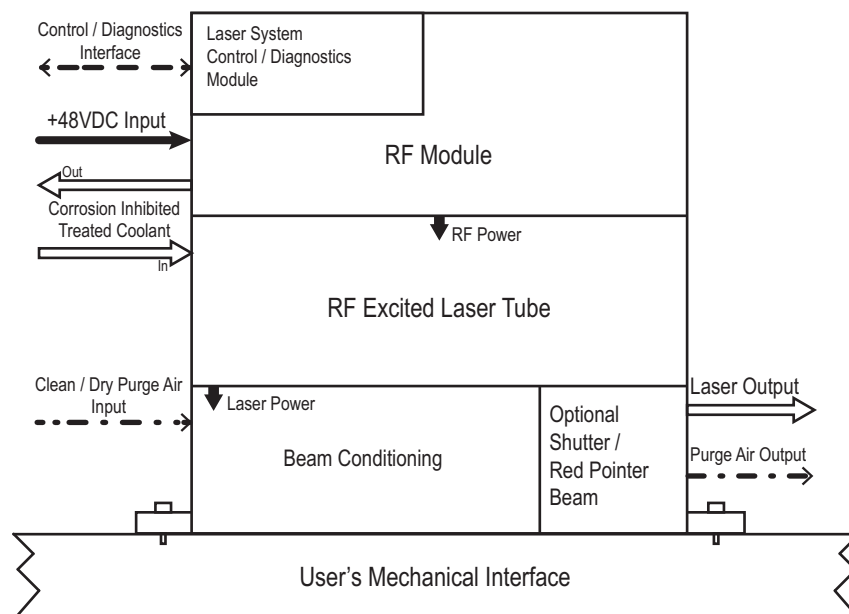 Control / Diagnostics
Interface
Laser System
Control / Diagnostics
Module
+48VDC Input
RF Module
Out
Corrosion Inhibited
Treated Coolant
In
RF Power
RF Excited Laser Tube
Clean / Dry Purge Air
Input
Laser Power
Beam Conditioning
Optional
Shutter /
Red Pointer
Beam
Laser Output
Purge Air Output
User's Mechanical Interface